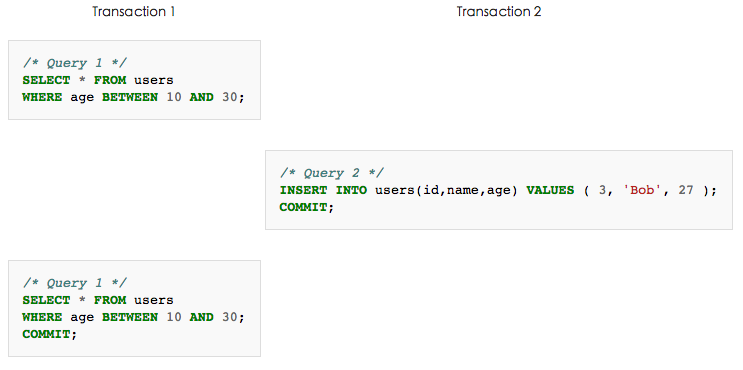 Transaction 1
Transaction 2
/* Query 1 */
SELECT * FROM users
WHERE age BETWEEN 10 AND 30;
/* Query 2 */
INSERT INTO users(id,name,age) VALUES ( 3, 'Bob', 27 );
COMMIT;
/* Query 1 */
SELECT * FROM users
WHERE age BETWEEN 10 AND 30;
COMMIT;